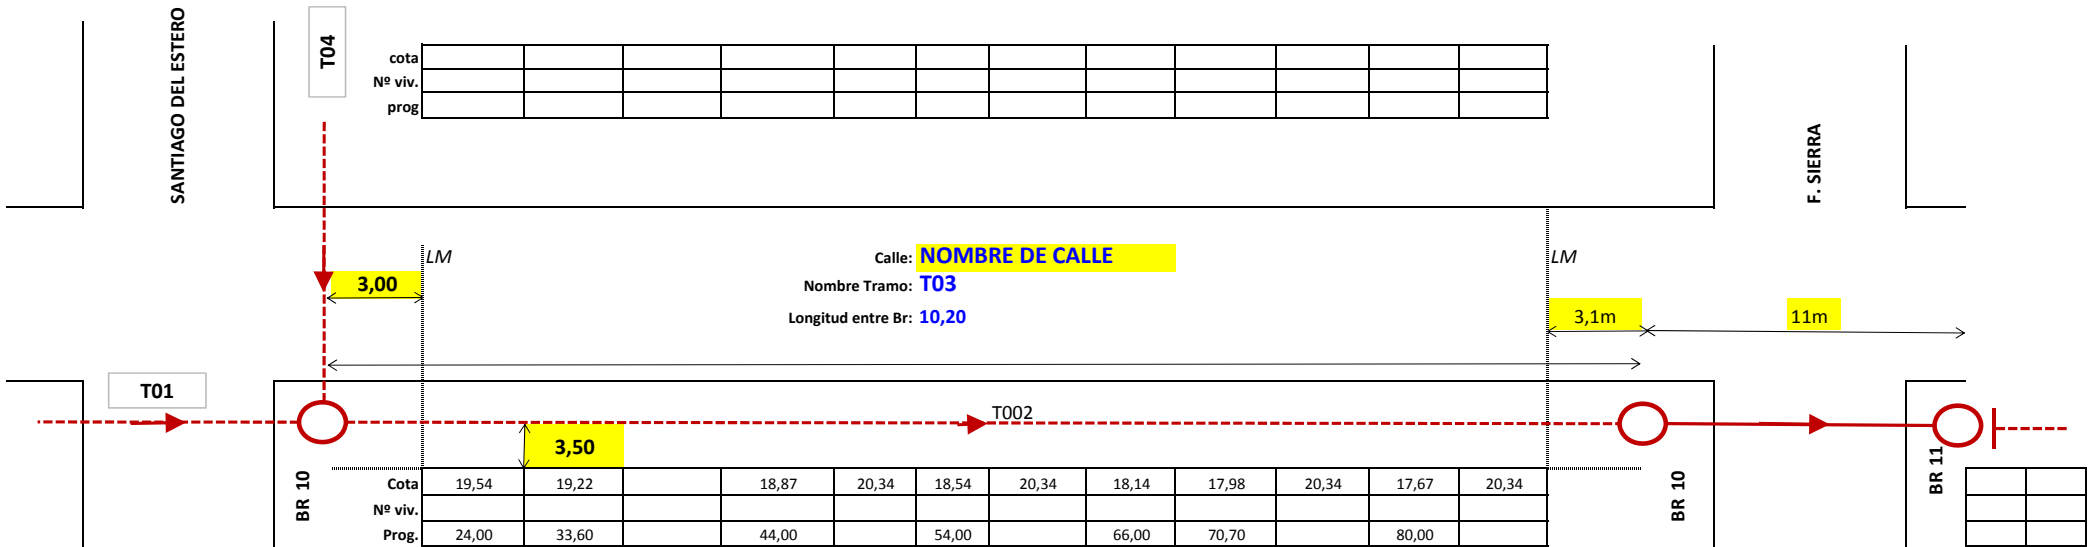 SANTIAGO DEL ESTERO
T04
cota
Nº viv.
prog
F. SIERRA
LM
Calle: NOMBRE DE CALLE
LM
3,00
Nombre Tramo: T03
Longitud entre Br: 10,20
3,1m
11m
T01
T002
3,50
BR 10
Cota 19,54 19,22 18,87 20,34 18,54 20,34 18,14 17,98 20,34 17,67 20,34
Nº viv.
Prog. 24,00 33,60 44,00 54,00 66,00 70,70 80,00
BR 10
BR 11